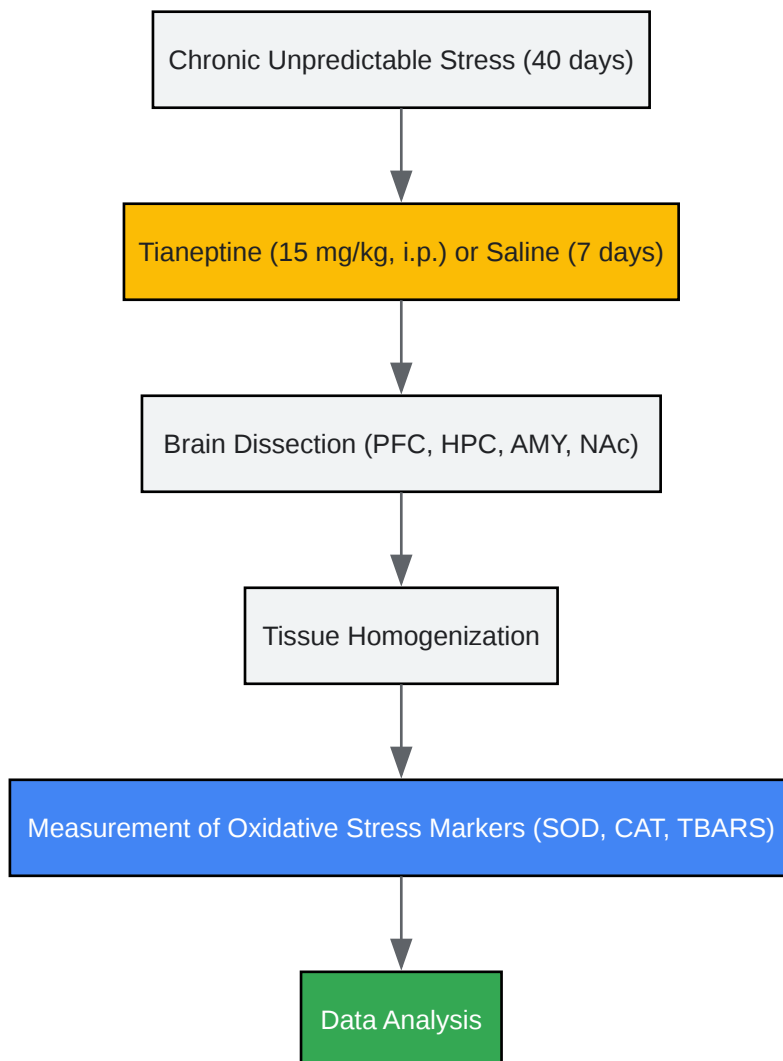 Chronic Unpredictable Stress (40 days)
Tianeptine (15 mg/kg, i.p.) or Saline (7 days)
Brain Dissection (PFC, HPC, AMY, NAc)
Tissue Homogenization
Measurement of Oxidative Stress Markers (SOD, CAT, TBARS)
Data Analysis